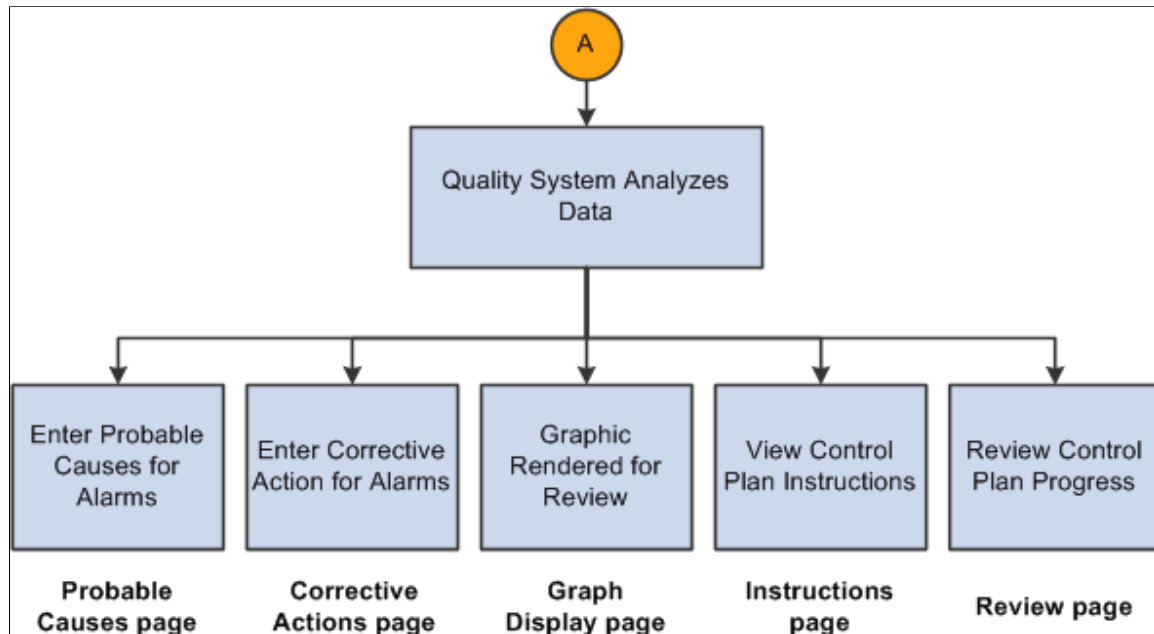 A
Quality System Analyzes
Data
Enter Probable
Causes for
Alarms
Enter Corrective
Action for Alarms
Graphic
Rendered for
Review
View Control
Plan Instructions
Review Control
Plan Progress
Probable
Causes page
Corrective
Actions page
Graph
Display page
Instructions
page
Review page